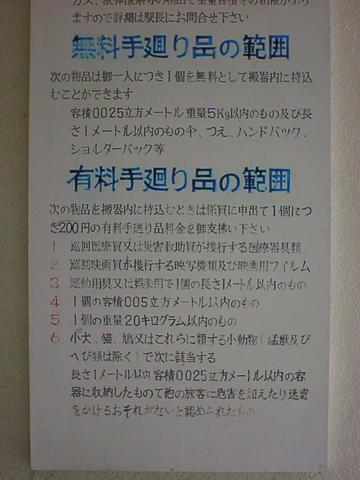 ますので詳細は駅長にお問合せ下さい
無料手廻り品の範囲
次の物品は御一人につき1個を無料として搬器内に持込
むことができます
容積0.025立方メートル 重量5Kg以内のもの及び長
さ1メートル以内のもの傘、つえ、ハンドバック、
ショルダーバック等
有料手廻り品の範囲
次の物品を搬器内に持込むときは係員に申出て1個につ
き200円の有料手廻り品料金を御支払い下さい
1 巡回医療員又は災害救助員が携行する医療器具類
2 巡回映画員が携行する映写機類及び映画用フイルム
3 運動用具又は娯楽用で1個の長さ1メートル以内のもの
4 1個の容積0.05立方メートル以内のもの
5 1個の重量20キログラム以内のもの
6 小犬、猫、鳩又はこれらに類する小動物(猛獣及び
へび類は除く)で次に該当する
長さ1メートル以内 容積0.025立方メートル以内の容
器に収納したもので他の旅客に危害を加えたり迷惑
をかけるおそれがないと認められたもの